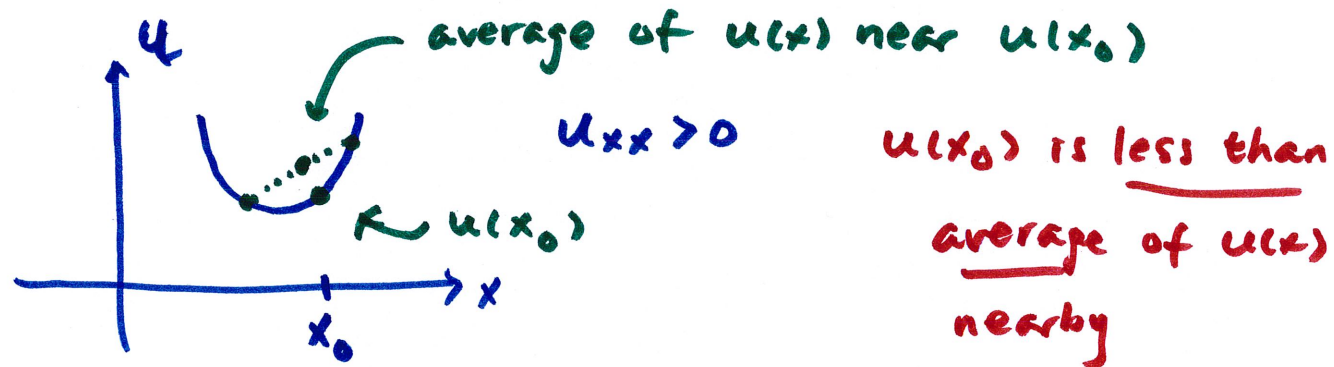 u
average of u(x) near u(x₀)
uₓₓ > 0
u(x₀) is less than
average of u(x)
nearby
u(x₀)
x
x₀